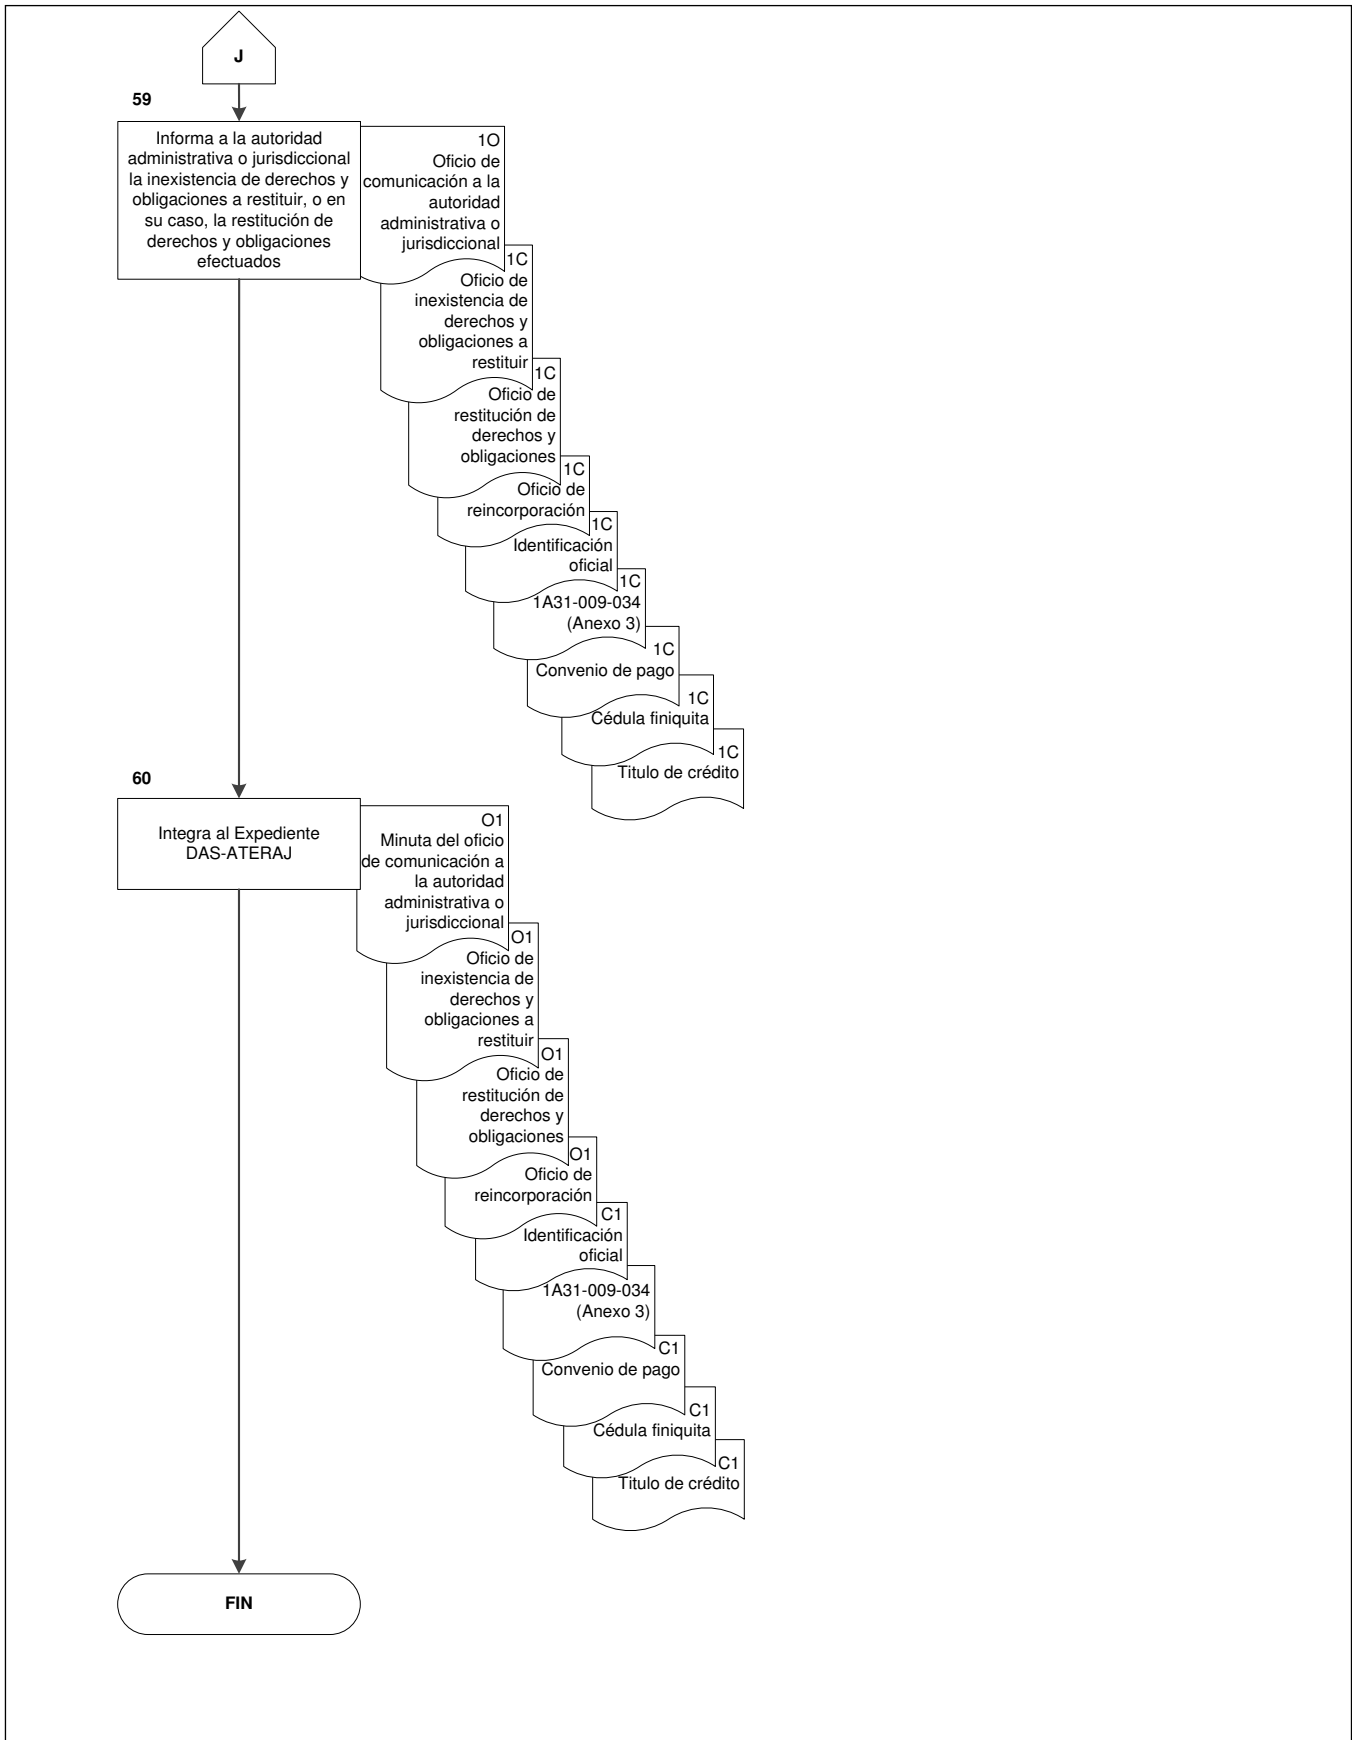 J
59
Informa a la autoridad
administrativa o jurisdiccional
la inexistencia de derechos y
obligaciones a restituir, o en
su caso, la restitución de
derechos y obligaciones
efectuados
1O
Oficio de
comunicación a la
autoridad
administrativa o
jurisdiccional
1C
Oficio de
inexistencia de
derechos y
obligaciones a
restituir
1C
Oficio de
restitución de
derechos y
obligaciones
1C
Oficio de
reincorporación
1C
Identificación
oficial
1C
1A31-009-034
(Anexo 3)
1C
Convenio de pago
1C
Cédula finiquita
1C
Titulo de crédito
60
Integra al Expediente
DAS-ATERAJ
O1
Minuta del oficio
de comunicación a
la autoridad
administrativa o
jurisdiccional
O1
Oficio de
inexistencia de
derechos y
obligaciones a
restituir
O1
Oficio de
restitución de
derechos y
obligaciones
O1
Oficio de
reincorporación
C1
Identificación
oficial
1A31-009-034
(Anexo 3)
C1
Convenio de pago
C1
Cédula finiquita
C1
Titulo de crédito
FIN